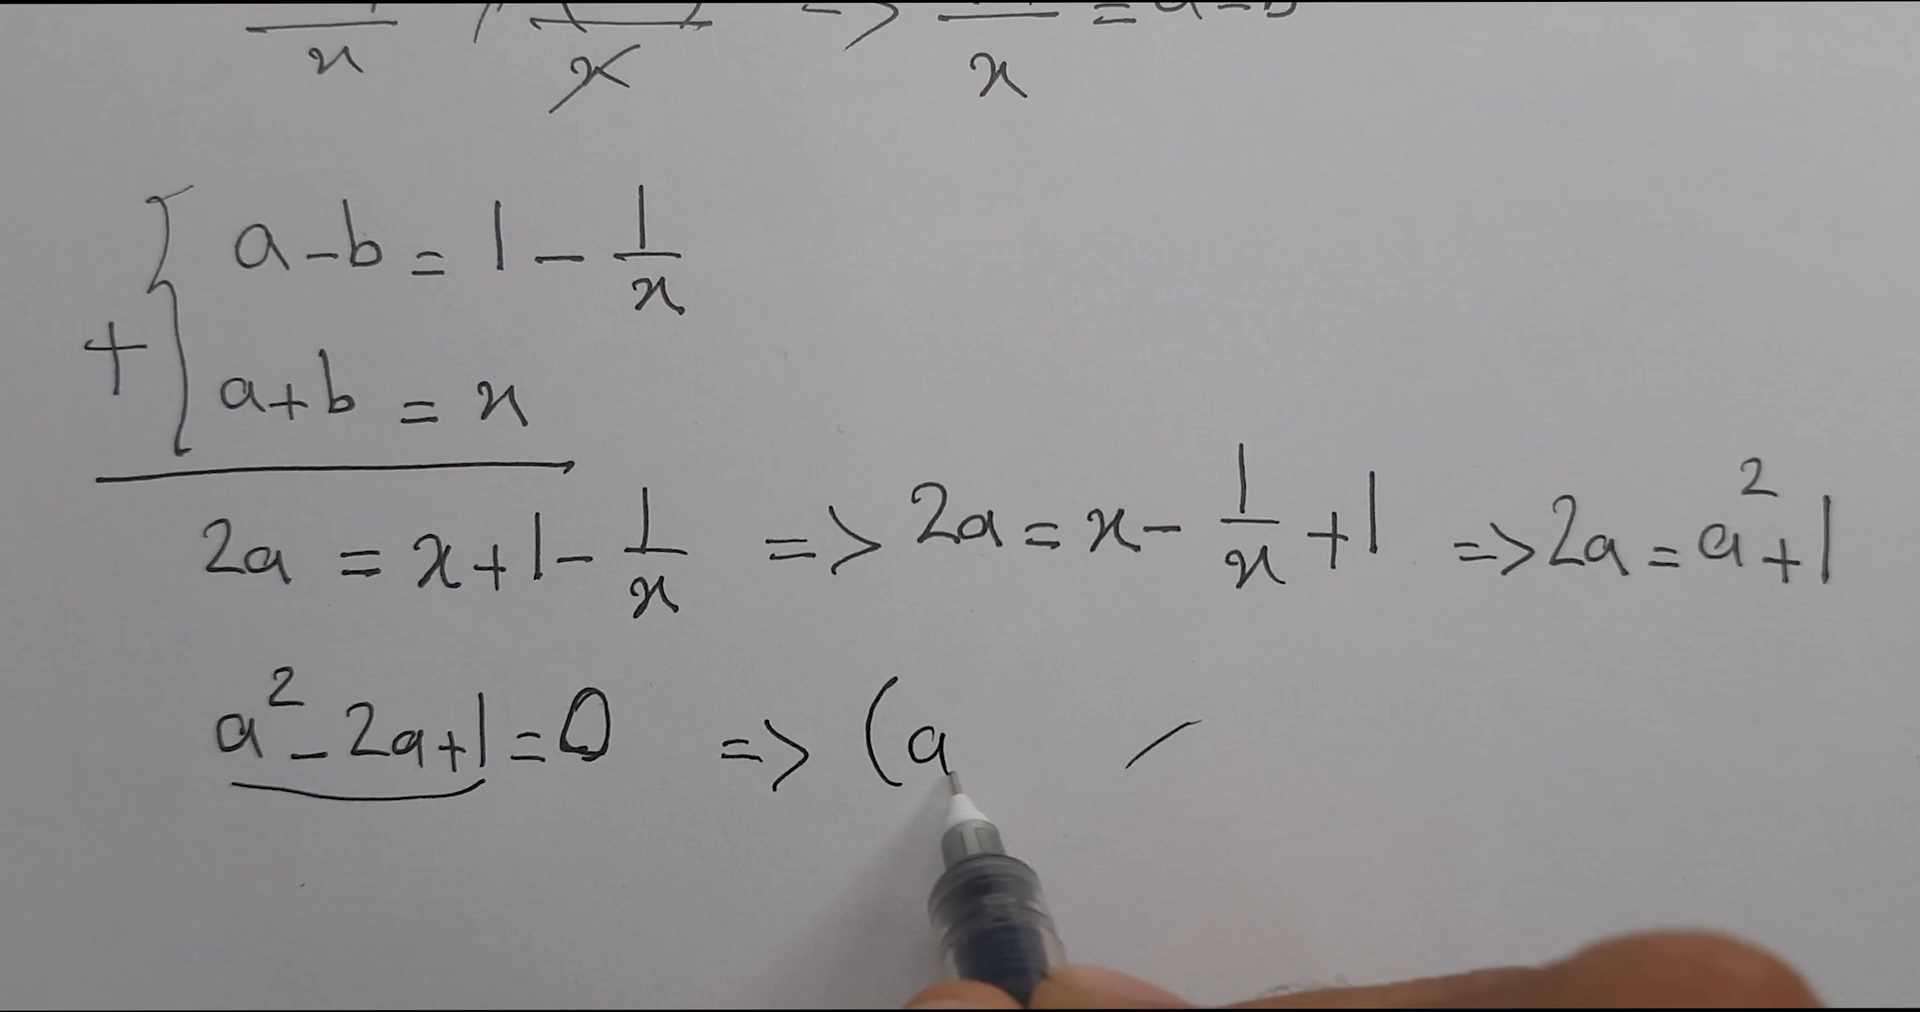 x x => x = a-b
a-b = 1 - 1/x
+ a+b = x
2a = x+1 - 1/x => 2a = x - 1/x + 1 => 2a = a²+1
a² - 2a+1 = 0 => (a